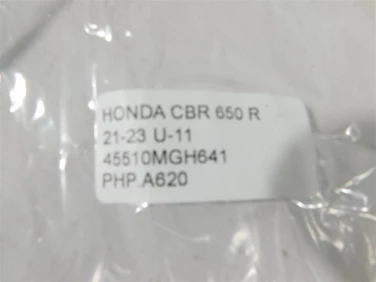 HONDA CBR 650 R
21-23 U-11
45510MGH641
PHP A620